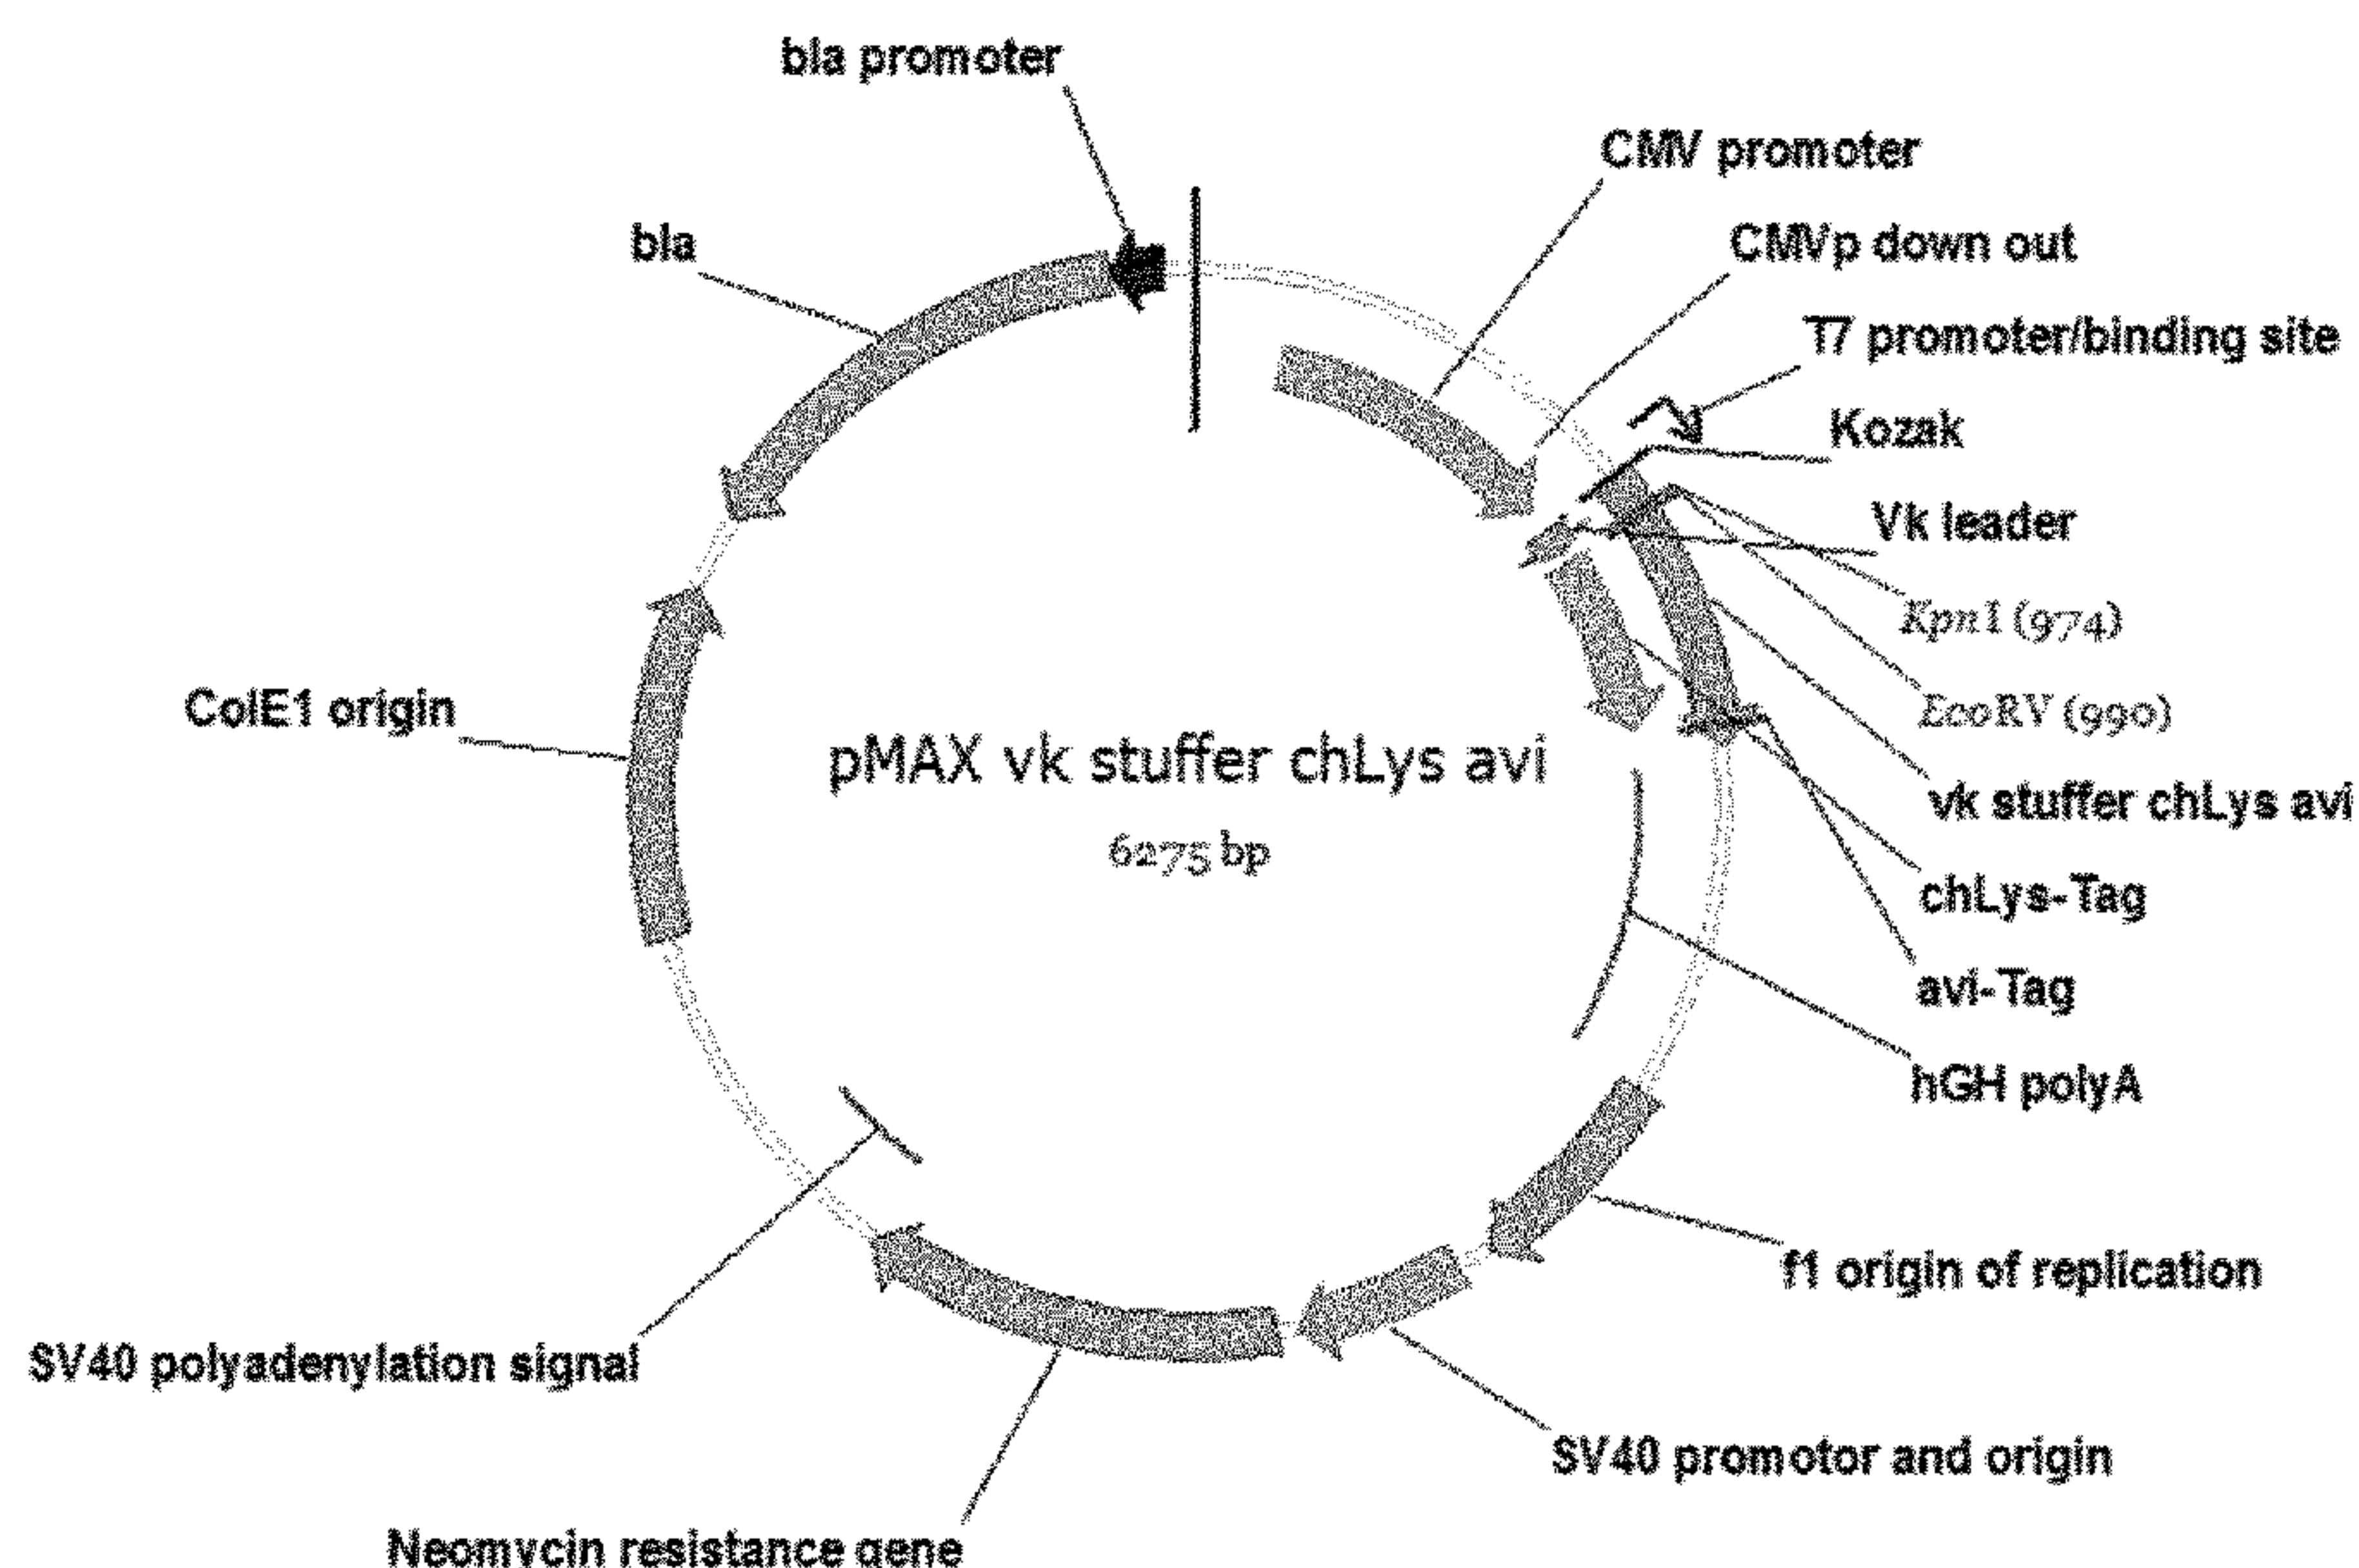 bla promoter
CMV promoter
bla
CMVp down out
T7 promoter/binding site
Kozak
Vk leader
KpnI (974)
ColE1 origin
EcoRV (990)
pMAX vk stuffer chLys avi
vk stuffer chLys avi
6275 bp
chLys-Tag
avi-Tag
hGH polyA
f1 origin of replication
SV40 polyadenylation signal
SV40 promotor and origin
Neomycin resistance gene